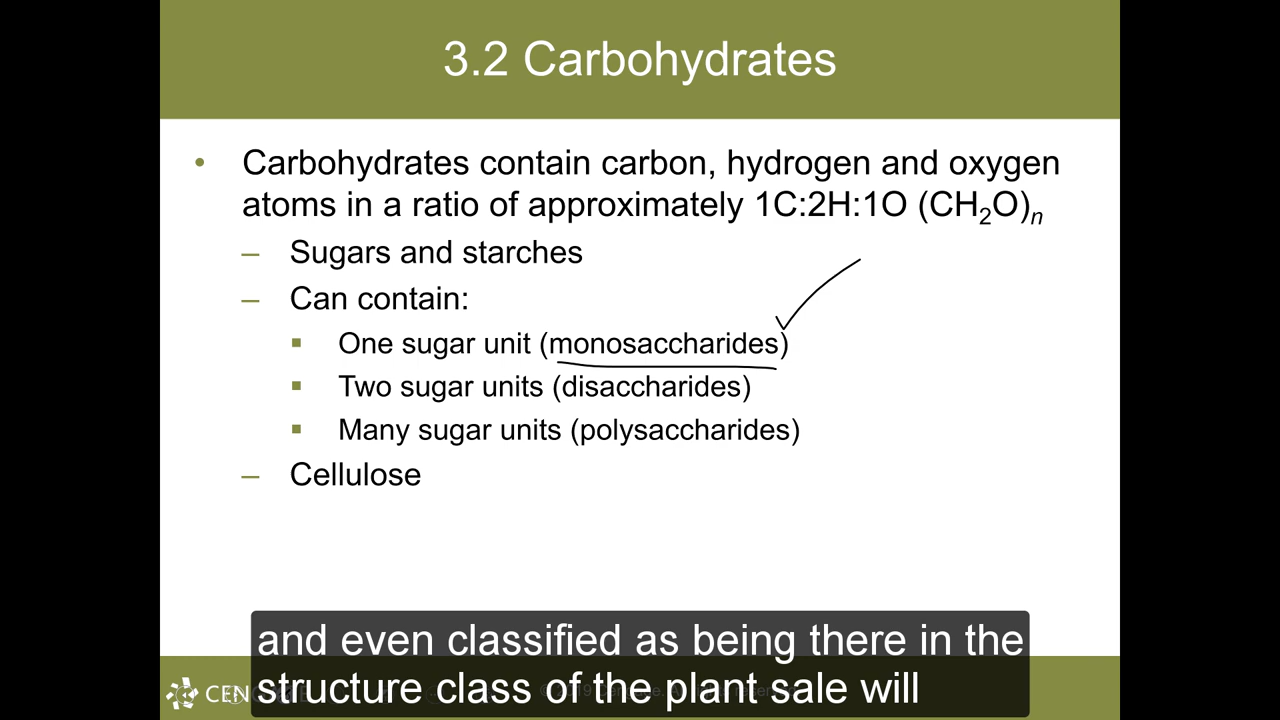 3.2 Carbohydrates
• Carbohydrates contain carbon, hydrogen and oxygen
atoms in a ratio of approximately 1C:2H:1O (CH₂O)ₙ
– Sugars and starches
– Can contain:
▪ One sugar unit (monosaccharides)
▪ Two sugar units (disaccharides)
▪ Many sugar units (polysaccharides)
– Cellulose
and even classified as being there in the
structure class of the plant sale will